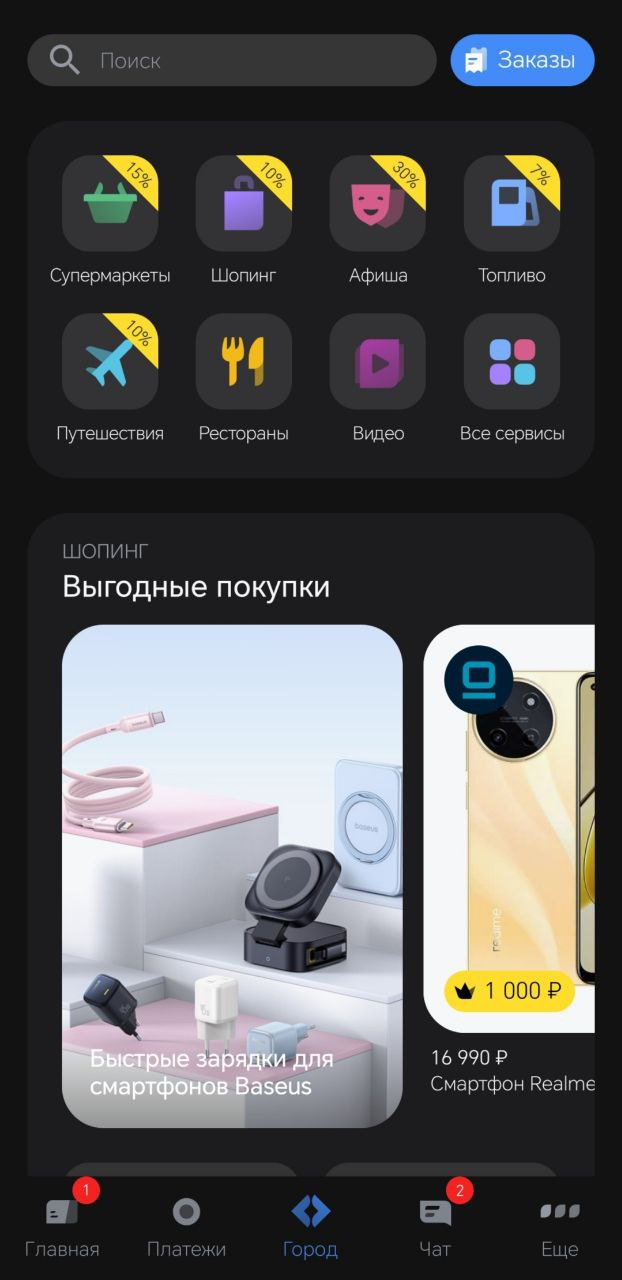 Поиск
Заказы
15%
10%
30%
7%
Супермаркеты
Шопинг
Афиша
Топливо
10%
Путешествия
Рестораны
Видео
Все сервисы
ШОПИНГ
Выгодные покупки
baseus
realme
1 000 ₽
Быстрые зарядки для
смартфонов Baseus
16 990 ₽
Смартфон Realme
1
2
Главная
Платежи
Город
Чат
Еще